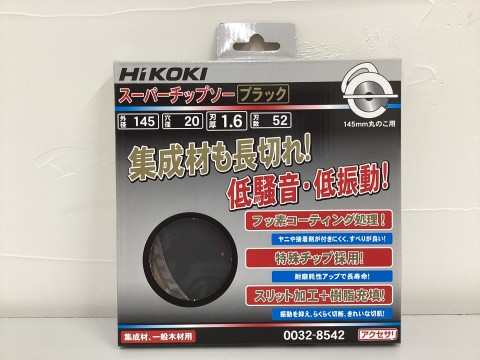 HiKOKI
スーパーチップソー ブラック
外径 145 穴径 20 刃厚 1.6 刃数 52
145mm丸のこ用
集成材も長切れ!
低騒音・低振動!
フッ素コーティング処理!
ヤニや接着剤が付きにくく、すべりが良い!
特殊チップ採用!
耐磨耗性アップで長寿命!
スリット加工+樹脂充填!
振動を抑え、らくらく切断、きれいな切肌!
集成材、一般木材用
0032-8542
アクセサリ